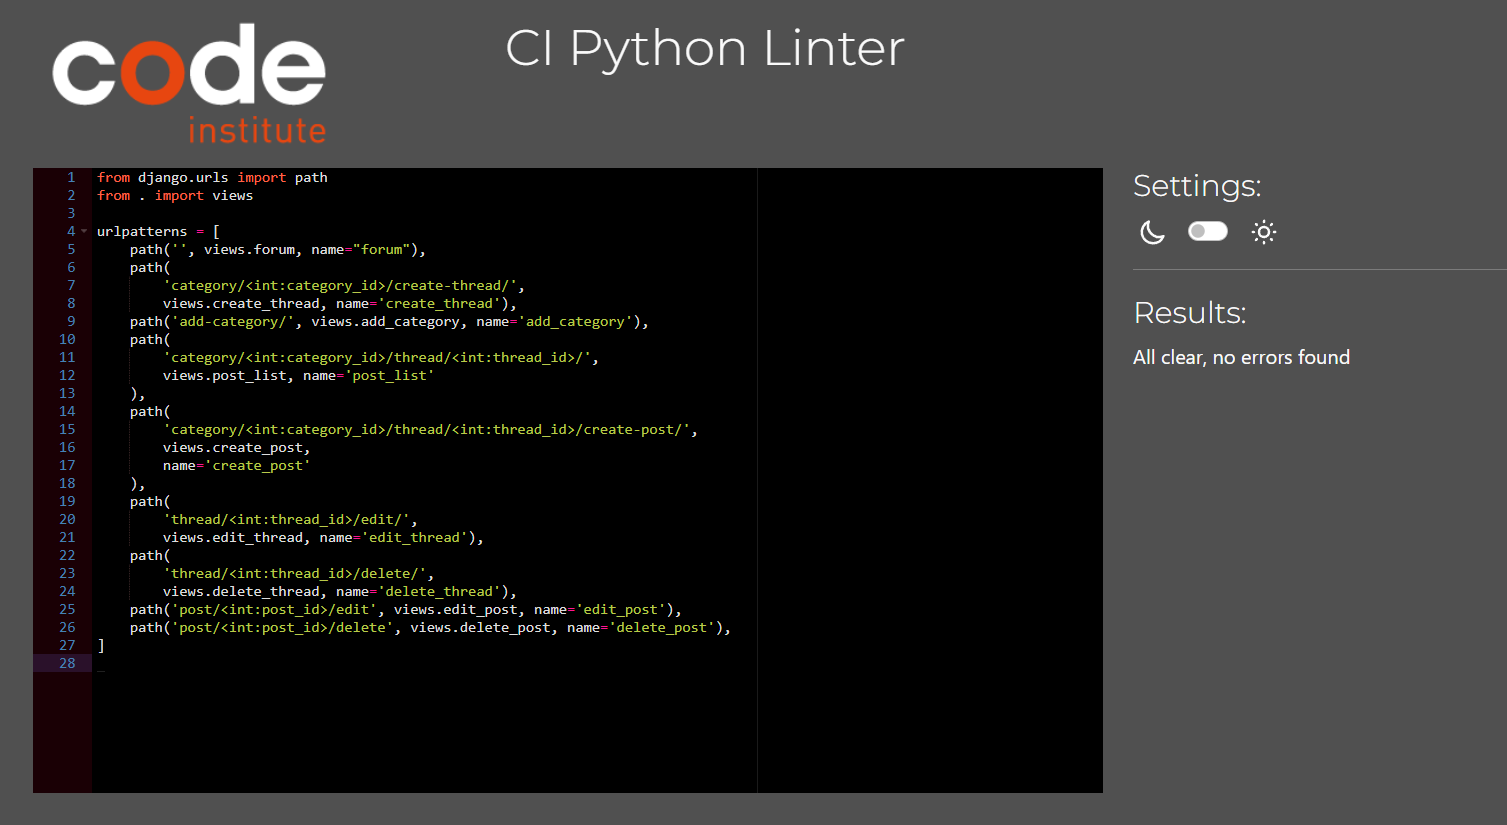 code
institute
CI Python Linter
1 from django.urls import path
2 from . import views
3
4 urlpatterns = [
5     path('', views.forum, name="forum"),
6     path(
7         'category/<int:category_id>/create-thread/',
8         views.create_thread, name='create_thread'),
9     path('add-category/', views.add_category, name='add_category'),
10     path(
11         'category/<int:category_id>/thread/<int:thread_id>/',
12         views.post_list, name='post_list'
13     ),
14     path(
15         'category/<int:category_id>/thread/<int:thread_id>/create-post/',
16         views.create_post,
17         name='create_post'
18     ),
19     path(
20         'thread/<int:thread_id>/edit/',
21         views.edit_thread, name='edit_thread'),
22     path(
23         'thread/<int:thread_id>/delete/',
24         views.delete_thread, name='delete_thread'),
25     path('post/<int:post_id>/edit', views.edit_post, name='edit_post'),
26     path('post/<int:post_id>/delete', views.delete_post, name='delete_post'),
27 ]
28
Settings:
Results:
All clear, no errors found